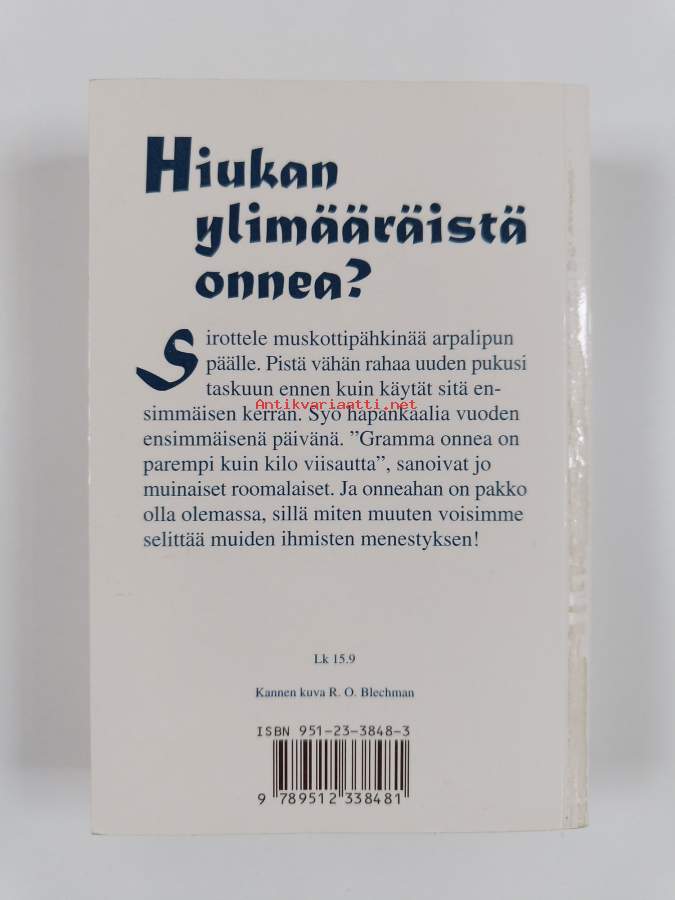 Hiukan
ylimääräistä
onnea?
Sirottele muskottipähkinää arpalipun
päälle. Pistä vähän rahaa uuden pukusi
taskuun ennen kuin käytät sitä en-
simmäisen kerran. Syö hapankaalia vuoden
Antikvariaatti.net
ensimmäisenä päivänä. ”Gramma onnea on
parempi kuin kilo viisautta”, sanoivat jo
muinaiset roomalaiset. Ja onneahan on pakko
olla olemassa, sillä miten muuten voisimme
selittää muiden ihmisten menestyksen!
Lk 15.9
Kannen kuva R. O. Blechman
ISBN 951-23-3848-3
9 789512 338481